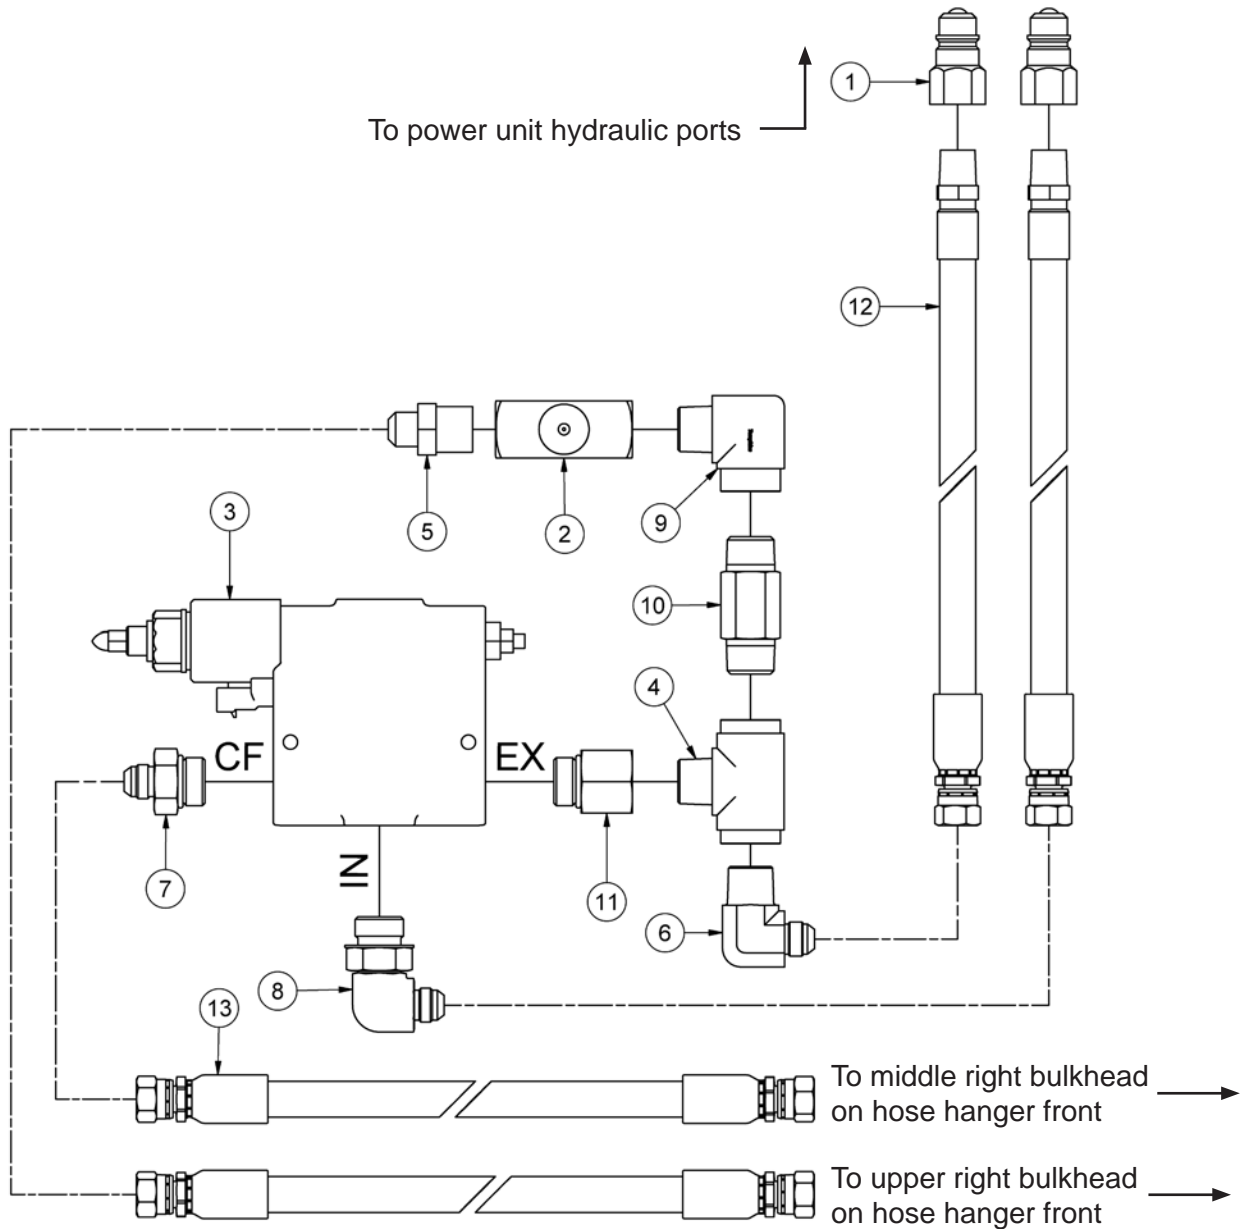 1
To power unit hydraulic ports
12
3
5
2
9
10
4
CF
EX
7
IN
11
6
8
13
To middle right bulkhead
on hose hanger front
To upper right bulkhead
on hose hanger front